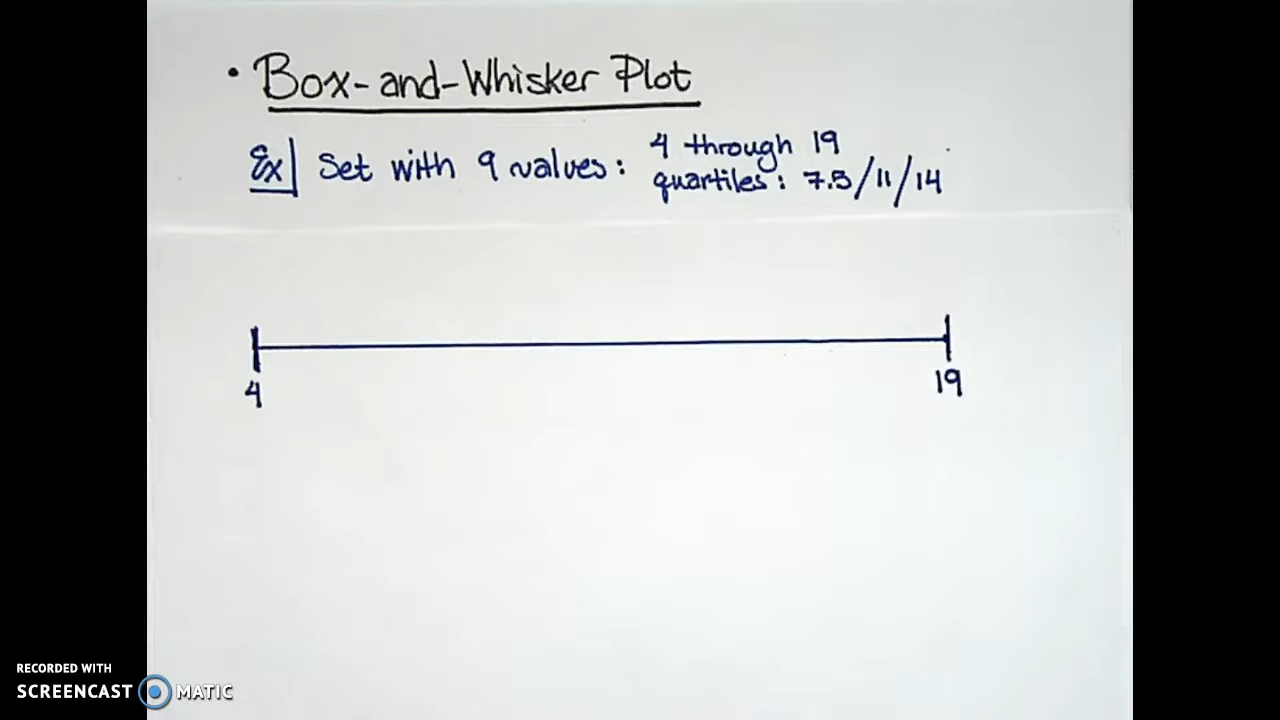 • Box-and-Whisker Plot
Ex| Set with 9 values: 4 through 19
quartiles: 7.5/11/14
4 19
RECORDED WITH
SCREENCAST MATIC